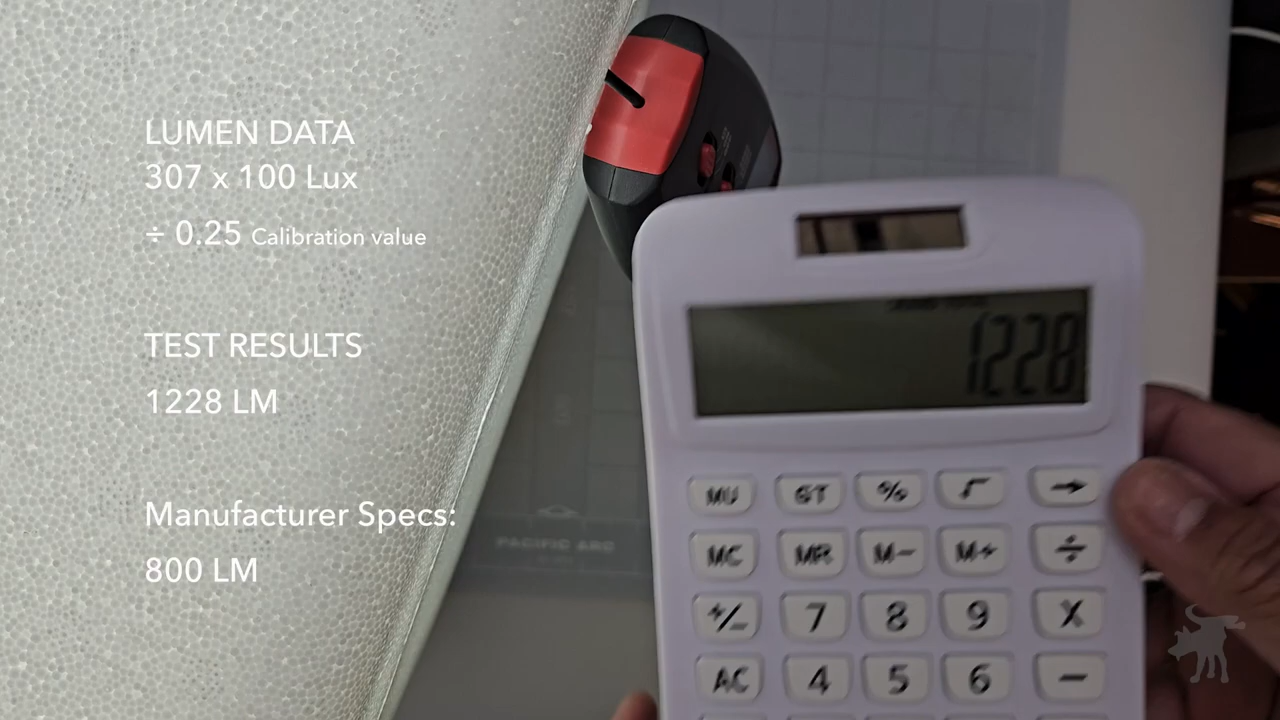 LUMEN DATA
307 x 100 Lux
÷ 0.25 Calibration value
TEST RESULTS
1228 LM
Manufacturer Specs:
800 LM
1228.
PACIFIC ARC
MU GT % √ →
MC MR M− M+ ÷
+/− 7 8 9 X
AC 4 5 6 −